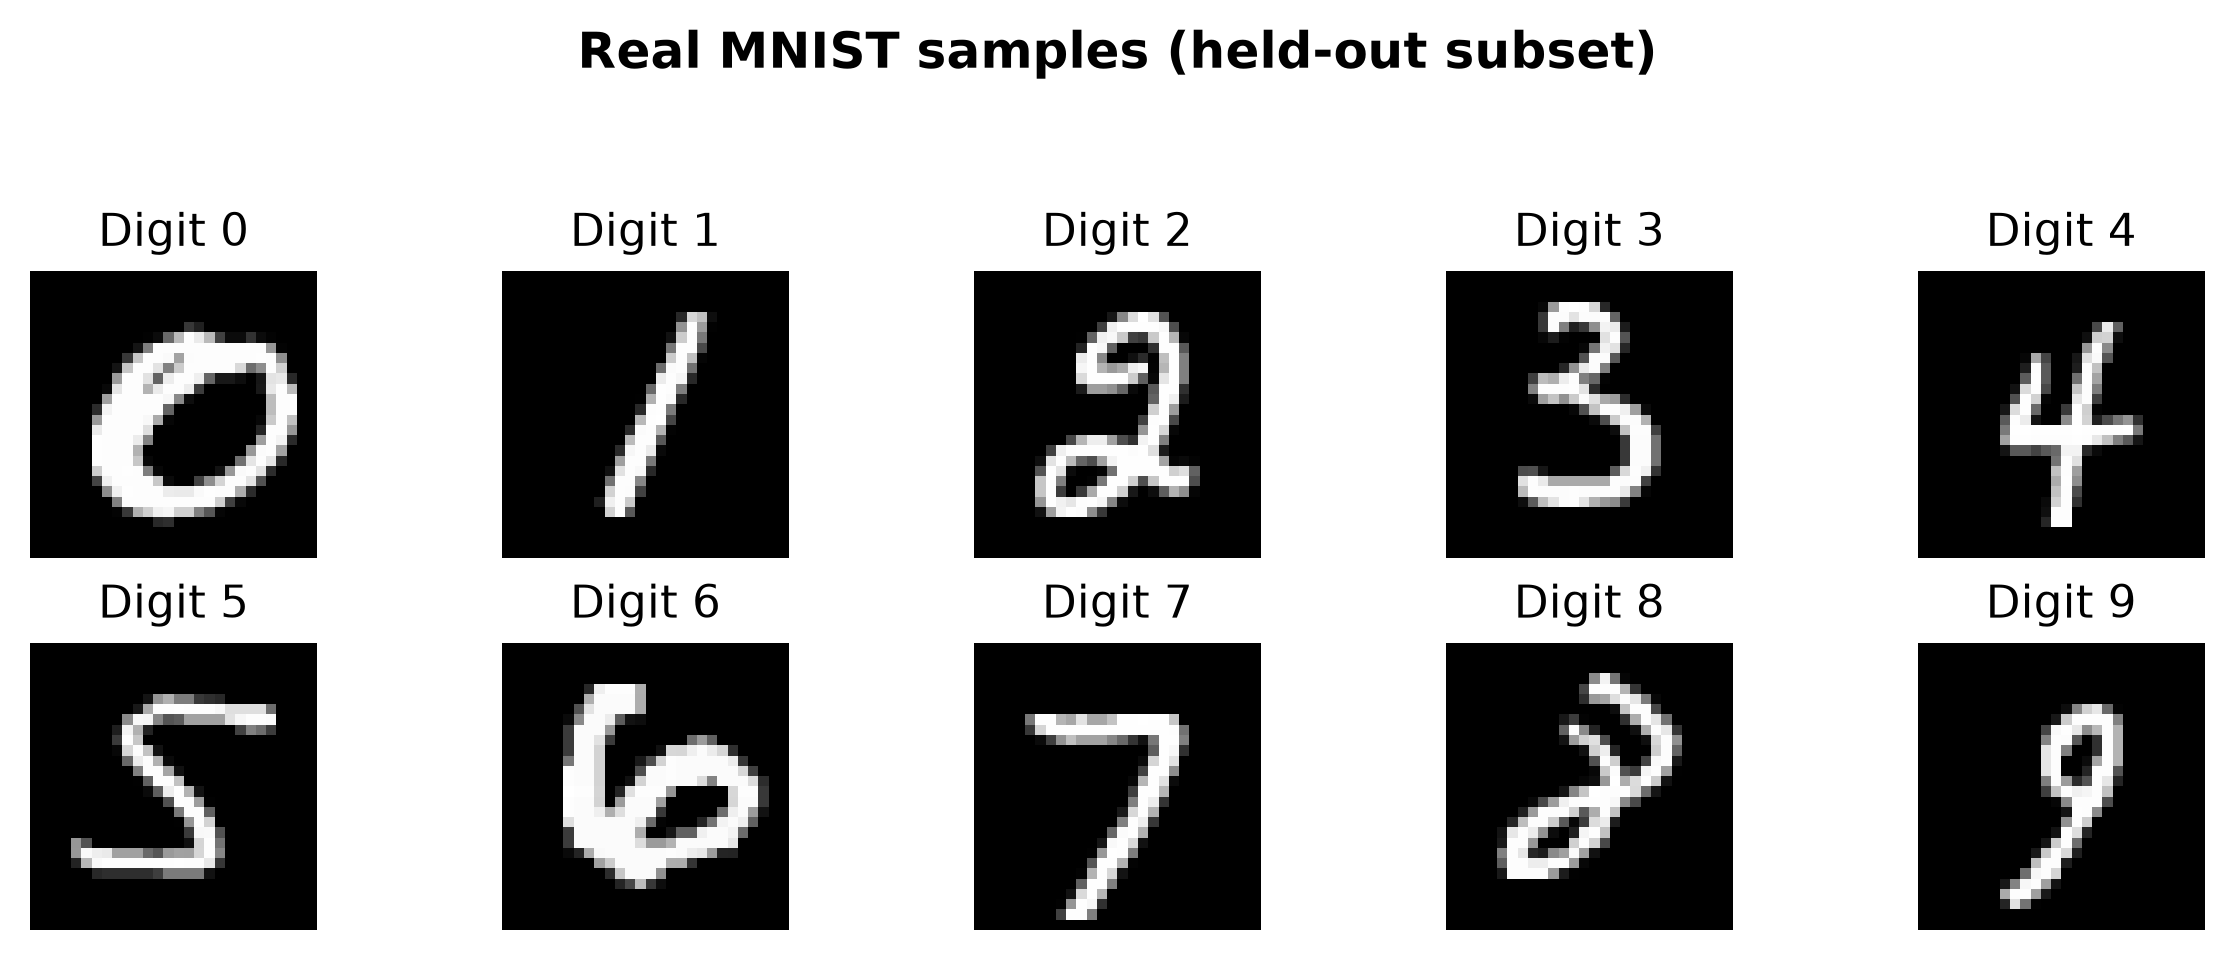 Real MNIST samples (held-out subset)
Digit 0 Digit 1 Digit 2 Digit 3 Digit 4
0 1 2 3 4
Digit 5 Digit 6 Digit 7 Digit 8 Digit 9
5 6 7 8 9